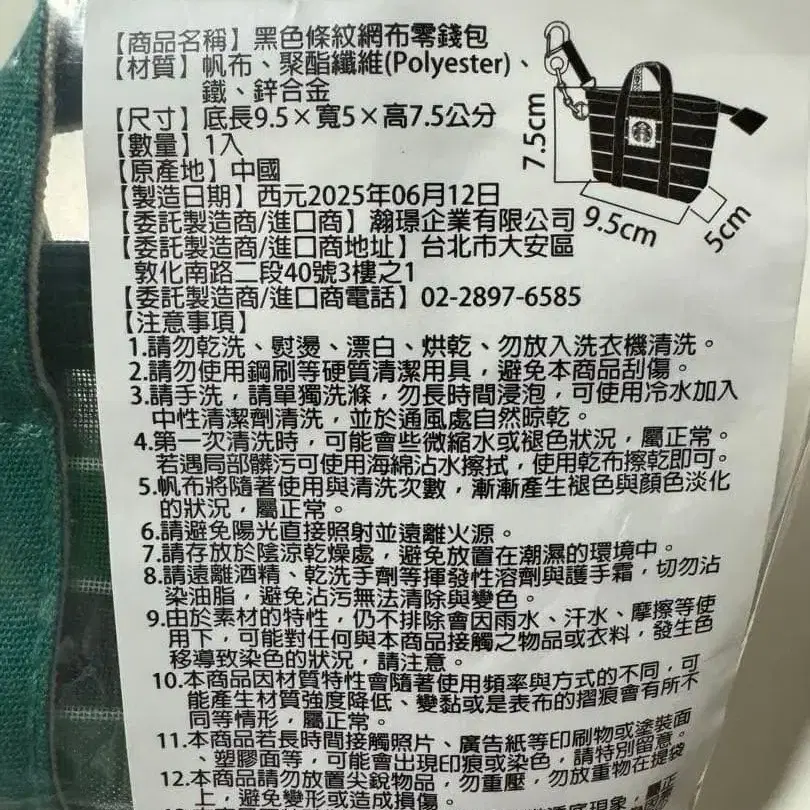 【商品名稱】黑色條紋網布零錢包
【材質】帆布、聚酯纖維(Polyester)、
鐵、鋅合金
【尺寸】底長9.5×寬5×高7.5公分
【數量】1入
【原產地】中國
【製造日期】西元2025年06月12日
【委託製造商/進口商】瀚璟企業有限公司
【委託製造商/進口商地址】台北市大安區
敦化南路二段40號3樓之1
【委託製造商/進口商電話】02-2897-6585
7.5cm
9.5cm
5cm
【注意事項】
1.請勿乾洗、熨燙、漂白、烘乾、勿放入洗衣機清洗。
2.請勿使用鋼刷等硬質清潔用具，避免本商品刮傷。
3.請手洗，請單獨洗滌，勿長時間浸泡，可使用冷水加入
中性清潔劑清洗，並於通風處自然晾乾。
4.第一次清洗時，可能會些微縮水或褪色狀況，屬正常。
若遇局部髒污可使用海綿沾水擦拭，使用乾布擦乾即可。
5.帆布將隨著使用與清洗次數，漸漸產生褪色與顏色淡化
的狀況，屬正常。
6.請避免陽光直接照射並遠離火源。
7.請存放於陰涼乾燥處，避免放置在潮濕的環境中。
8.請遠離酒精、乾洗手劑等揮發性溶劑與護手霜，切勿沾
染油脂，避免沾污無法清除與變色。
9.由於素材的特性，仍不排除會因雨水、汗水、摩擦等使
用下，可能對任何與本商品接觸之物品或衣料，發生色
移導致染色的狀況，請注意。
10.本商品因材質特性會隨著使用頻率與方式的不同，可
能產生材質強度降低、變黏或是表布的摺痕會有所不
同等情形，屬正常。
11.本商品若長時間接觸照片、廣告紙等印刷物或塗裝面
、塑膠面等，可能會出現印痕或染色，請特別留意。
12.本商品請勿放置尖銳物品，勿重壓，勿放重物在提袋
上，避免變形或造成損傷。